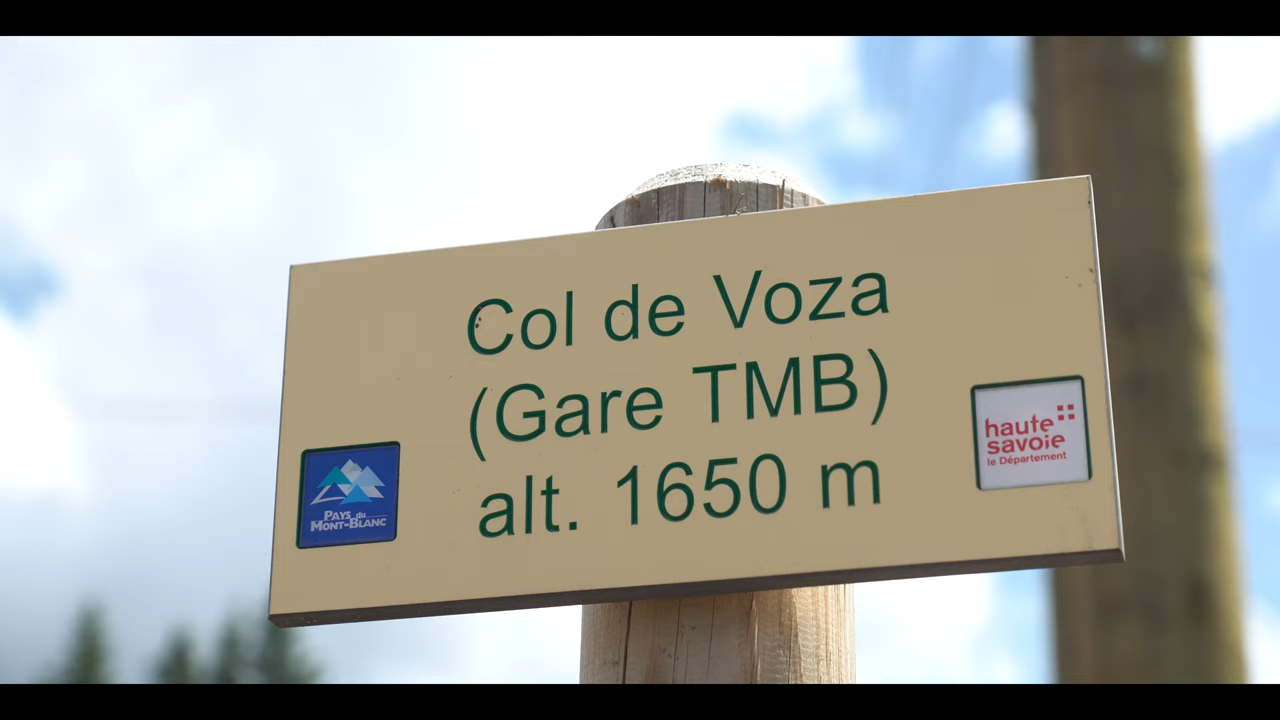 Col de Voza
(Gare TMB)
alt. 1650 m
PAYS du
MONT-BLANC
haute
savoie
le Département